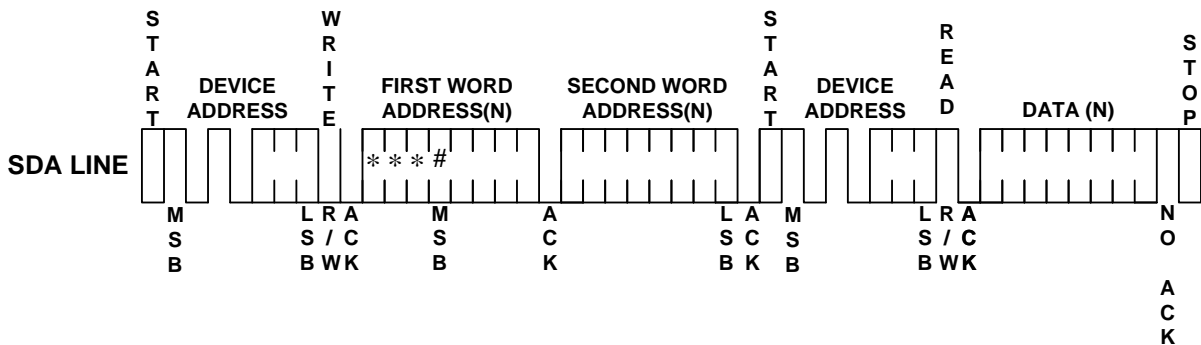 START
WRITE
START
READ
STOP
DEVICE
ADDRESS
FIRST WORD
ADDRESS(N)
SECOND WORD
ADDRESS(N)
DEVICE
ADDRESS
DATA (N)
SDA LINE
* * * #
MSB
LSB
R/W
ACK
MSB
ACK
LSB
ACK
MSB
LSB
R/W
ACK
NO ACK